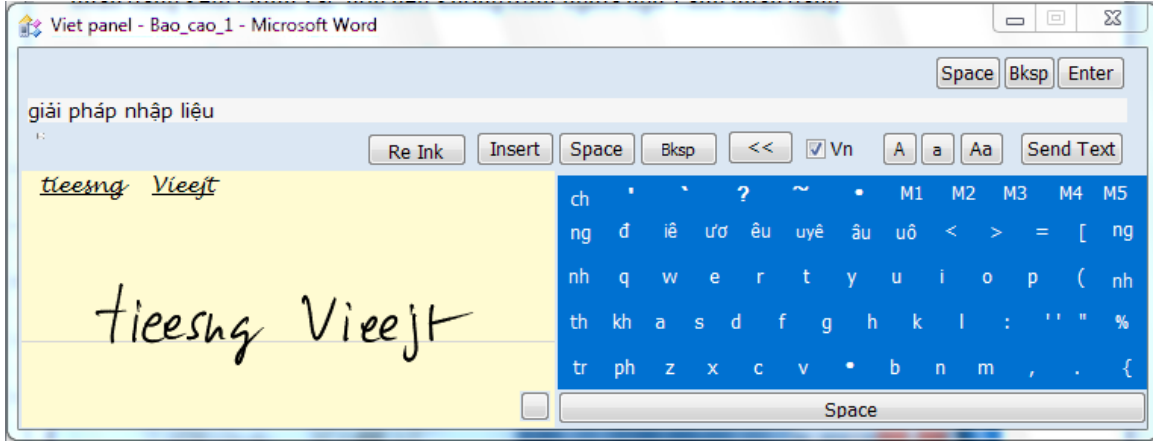 Viet panel - Bao_cao_1 - Microsoft Word
Space Bksp Enter
giải pháp nhập liệu
Re Ink Insert Space Bksp << Vn A a Aa Send Text
tieesng Vieejt
ch ' ` ? ~ • M1 M2 M3 M4 M5
ng đ iê ươ êu uyê âu uô < > = [ ng
nh q w e r t y u i o p ( nh
tieesng Vieejt
th kh a s d f g h k l : ' ' " %
tr ph z x c v • b n m , . {
Space